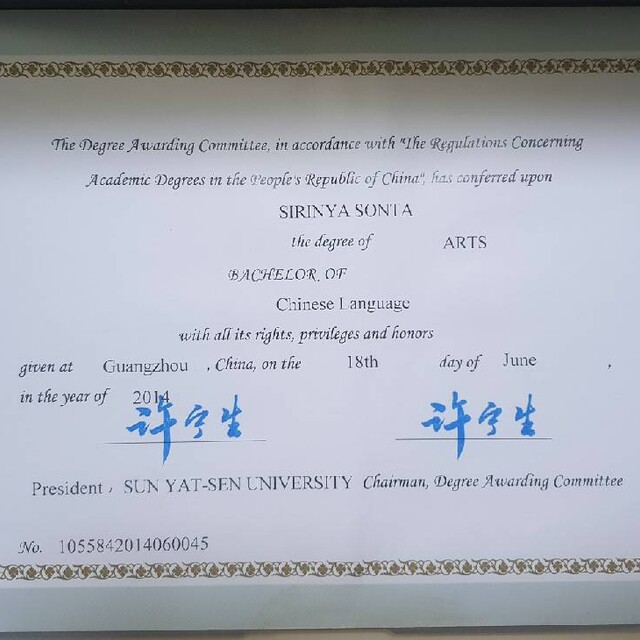 The Degree Awarding Committee, in accordance with "The Regulations Concerning
Academic Degrees in the People's Republic of China", has conferred upon
SIRINYA SONTA
the degree of ARTS
BACHELOR OF
Chinese Language
with all its rights, privileges and honors
given at Guangzhou , China, on the 18th day of June ,
in the year of 2014
许宁生 许宁生
President , SUN YAT-SEN UNIVERSITY Chairman, Degree Awarding Committee
No. 1055842014060045